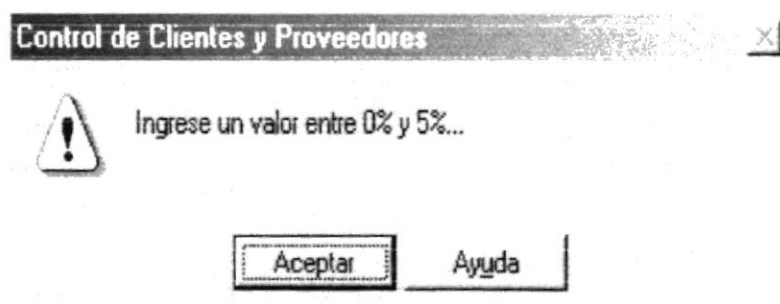 Control de Clientes y Proveedores
Ingrese un valor entre 0% y 5%...
Aceptar Ayuda